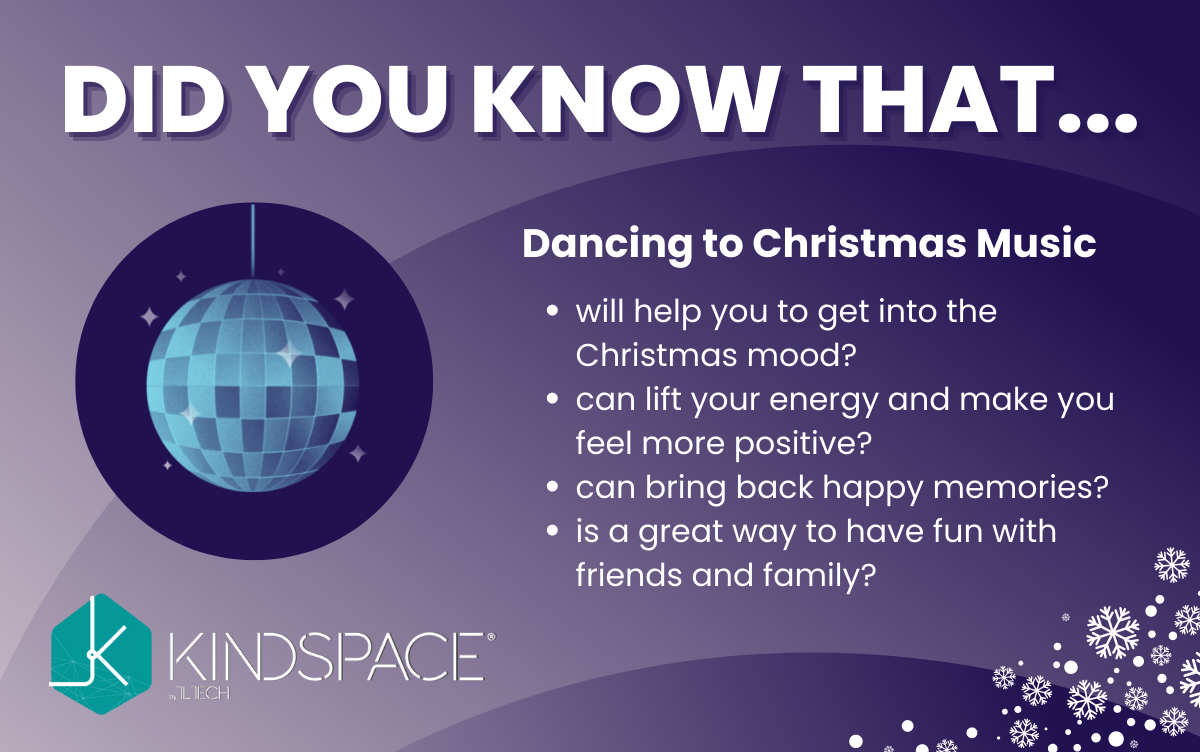 DID YOU KNOW THAT...
Dancing to Christmas Music
• will help you to get into the
Christmas mood?
• can lift your energy and make you
feel more positive?
• can bring back happy memories?
• is a great way to have fun with
friends and family?
KINDSPACE®
by TLTECH